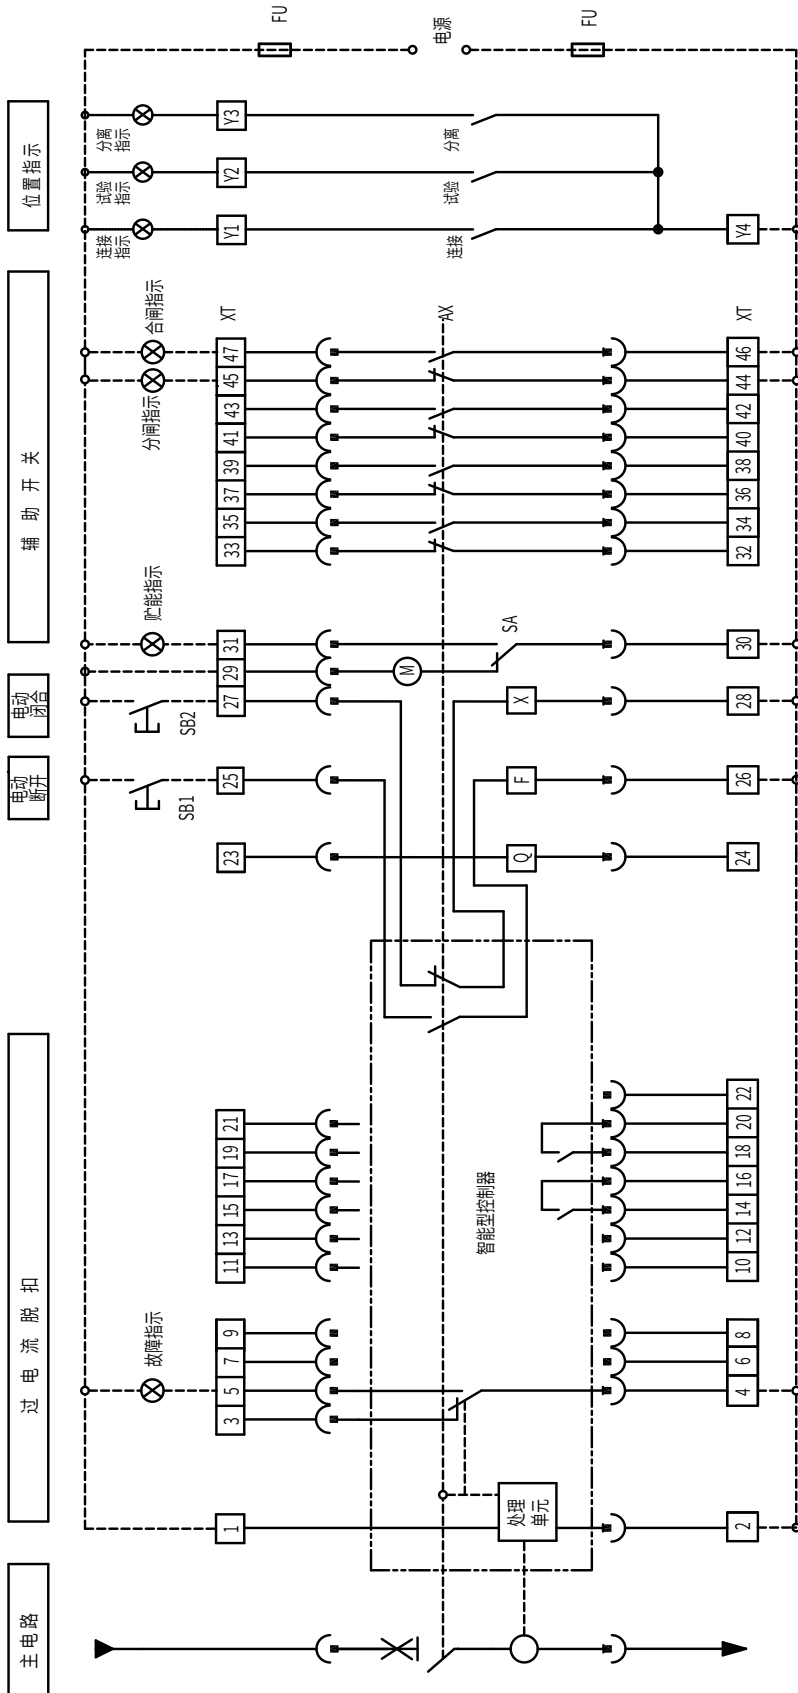 主电路
过电流脱扣
电动
断开
电动
闭合
辅助开关
位置指示
故障指示
SB1
SB2
贮能指示
分闸指示
合闸指示
连接
指示
试验
指示
分离
指示
1
3
5
7
9
11
13
15
17
19
21
23
25
27
29
31
33
35
37
39
41
43
45
47
XT
Y1
Y2
Y3
FU
M
AX
连接
试验
分离
电源
智能型控制器
处理
单元
Q
F
X
SA
FU
2
4
6
8
10
12
14
16
18
20
22
24
26
28
30
32
34
36
38
40
42
44
46
XT
Y4